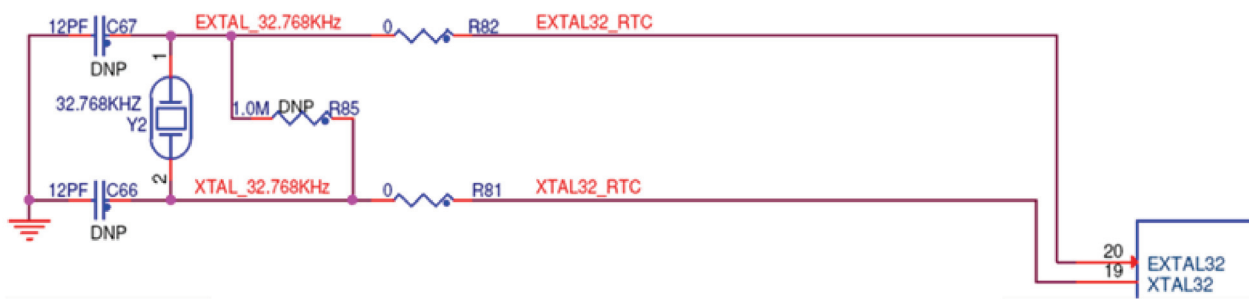 12PF C67 EXTAL_32.768KHz 0 R82 EXTAL32_RTC
DNP
1
32.768KHZ
Y2
1.0M DNP R85
2
12PF C66 XTAL_32.768KHz 0 R81 XTAL32_RTC
DNP
20 EXTAL32
19 XTAL32